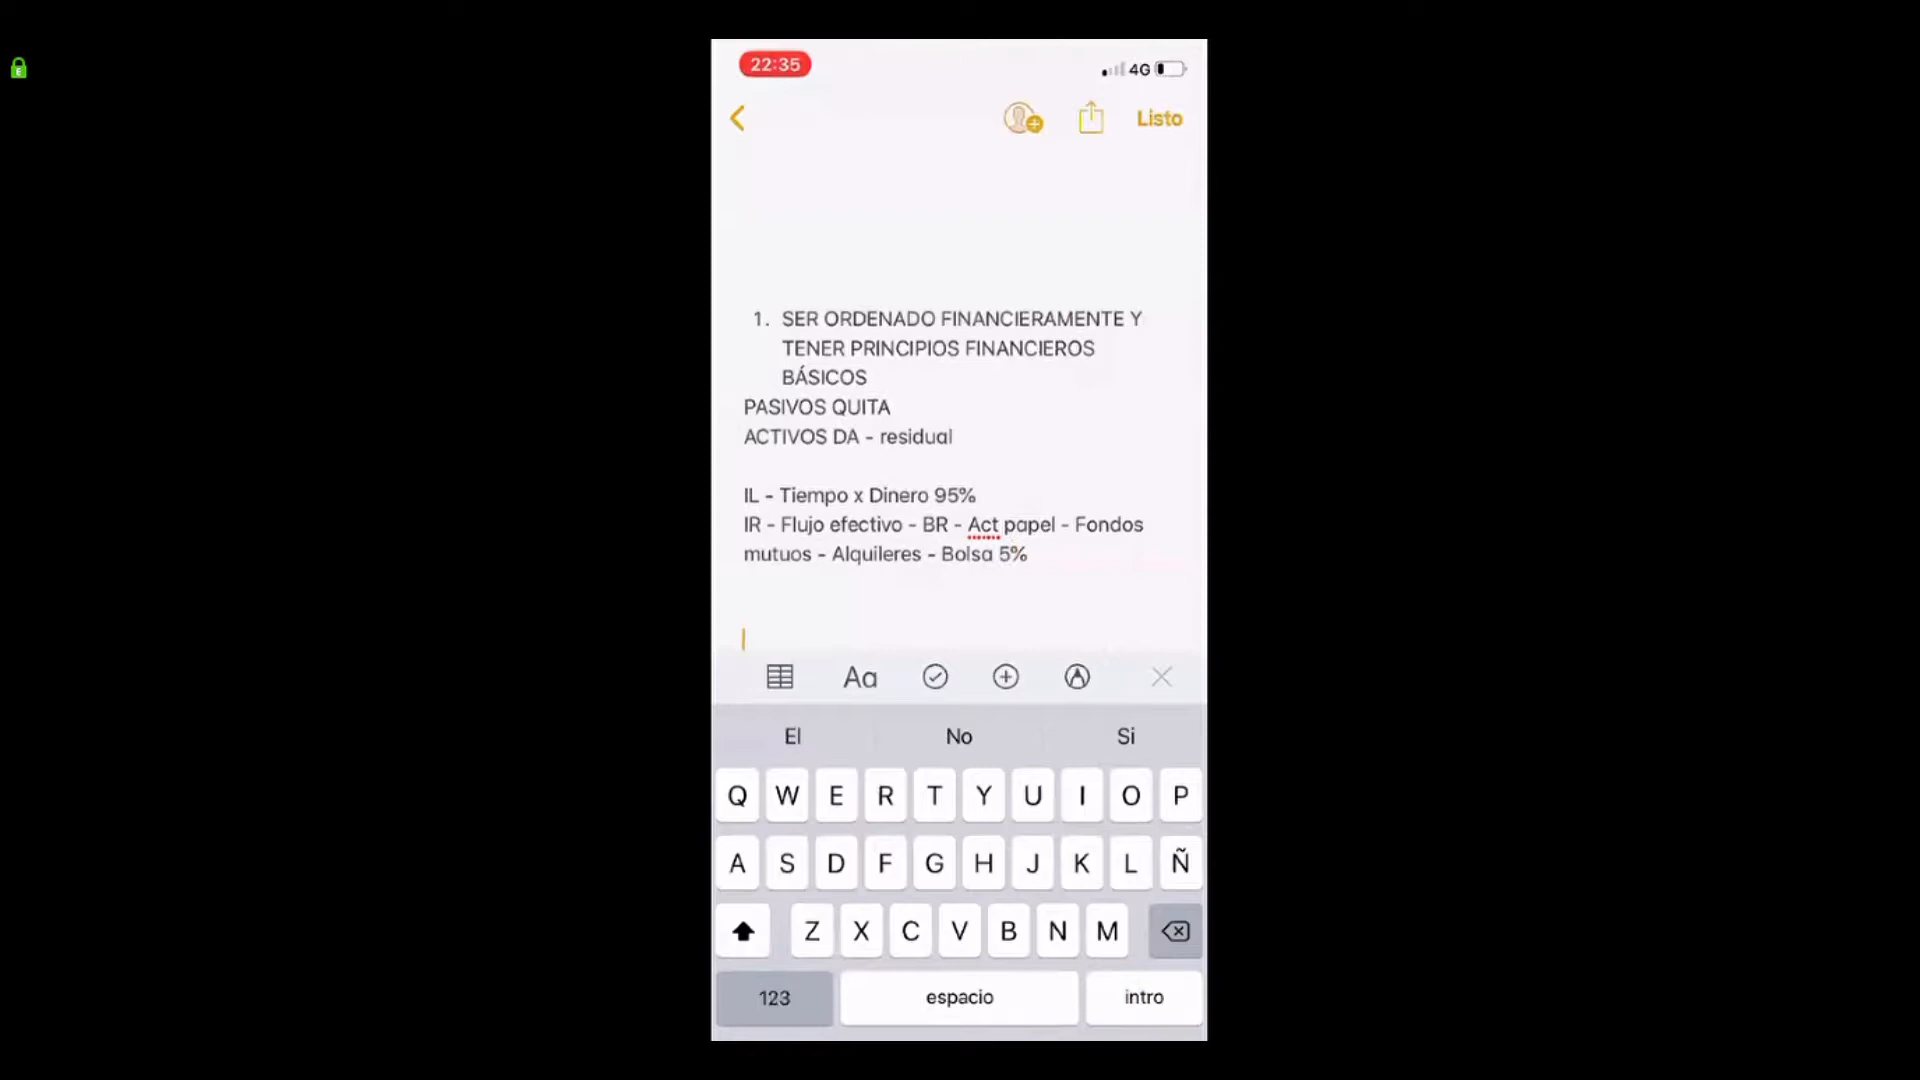 22:35
4G
Listo
1. SER ORDENADO FINANCIERAMENTE Y
TENER PRINCIPIOS FINANCIEROS
BÁSICOS
PASIVOS QUITA
ACTIVOS DA - residual
IL - Tiempo x Dinero 95%
IR - Flujo efectivo - BR - Act papel - Fondos
mutuos - Alquileres - Bolsa 5%
Aa
El No Si
Q W E R T Y U I O P
A S D F G H J K L Ñ
Z X C V B N M
123 espacio intro